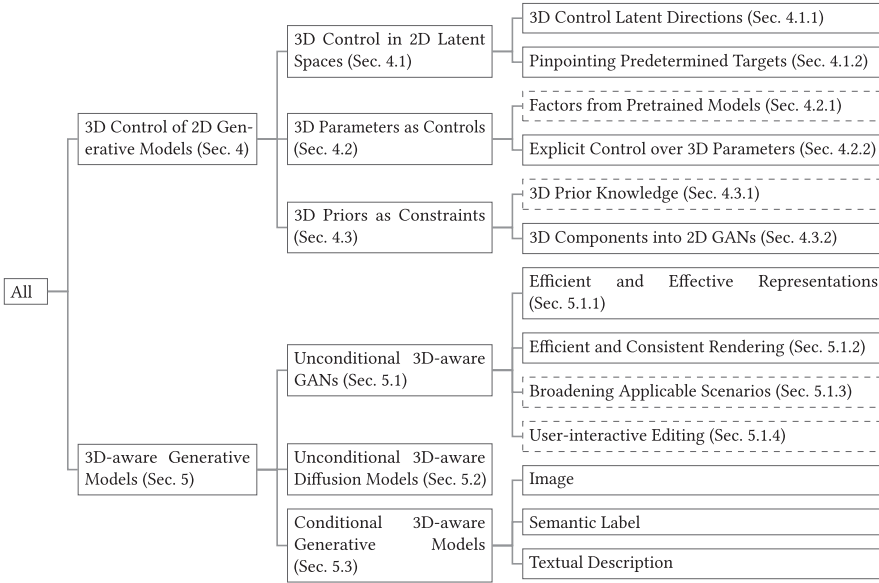 3D Control Latent Directions (Sec. 4.1.1)
3D Control in 2D Latent
Spaces (Sec. 4.1)
Pinpointing Predetermined Targets (Sec. 4.1.2)
Factors from Pretrained Models (Sec. 4.2.1)
3D Control of 2D Gen-
erative Models (Sec. 4)
3D Parameters as Controls
(Sec. 4.2)
Explicit Control over 3D Parameters (Sec. 4.2.2)
3D Prior Knowledge (Sec. 4.3.1)
3D Priors as Constraints
(Sec. 4.3)
3D Components into 2D GANs (Sec. 4.3.2)
All
Efficient and Effective Representations
(Sec. 5.1.1)
Efficient and Consistent Rendering (Sec. 5.1.2)
Unconditional 3D-aware
GANs (Sec. 5.1)
Broadening Applicable Scenarios (Sec. 5.1.3)
User-interactive Editing (Sec. 5.1.4)
3D-aware Generative
Models (Sec. 5)
Unconditional 3D-aware
Diffusion Models (Sec. 5.2)
Image
Conditional 3D-aware
Generative Models
(Sec. 5.3)
Semantic Label
Textual Description